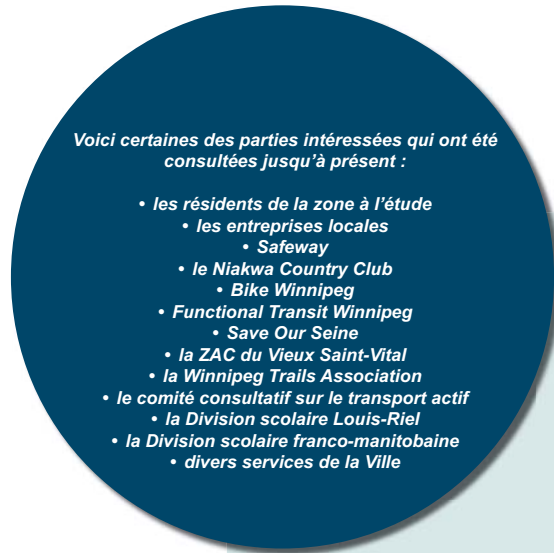 Voici certaines des parties intéressées qui ont été
consultées jusqu’à présent :
• les résidents de la zone à l’étude
• les entreprises locales
• Safeway
• le Niakwa Country Club
• Bike Winnipeg
• Functional Transit Winnipeg
• Save Our Seine
• la ZAC du Vieux Saint-Vital
• la Winnipeg Trails Association
• le comité consultatif sur le transport actif
• la Division scolaire Louis-Riel
• la Division scolaire franco-manitobaine
• divers services de la Ville